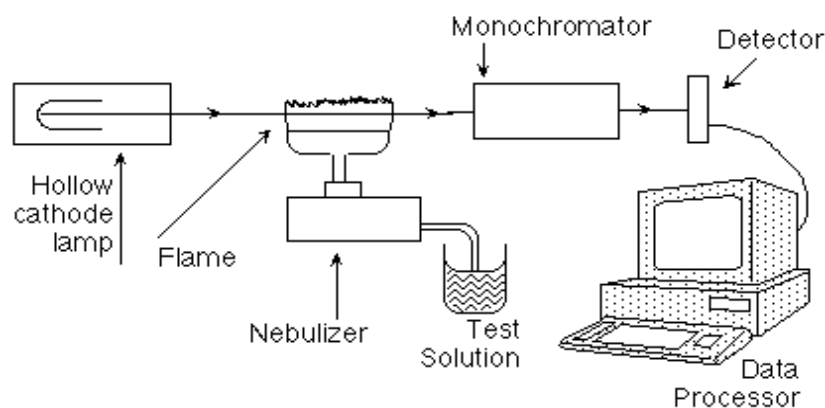 Monochromator
Detector
Hollow
cathode
lamp
Flame
Nebulizer
Test
Solution
Data
Processor